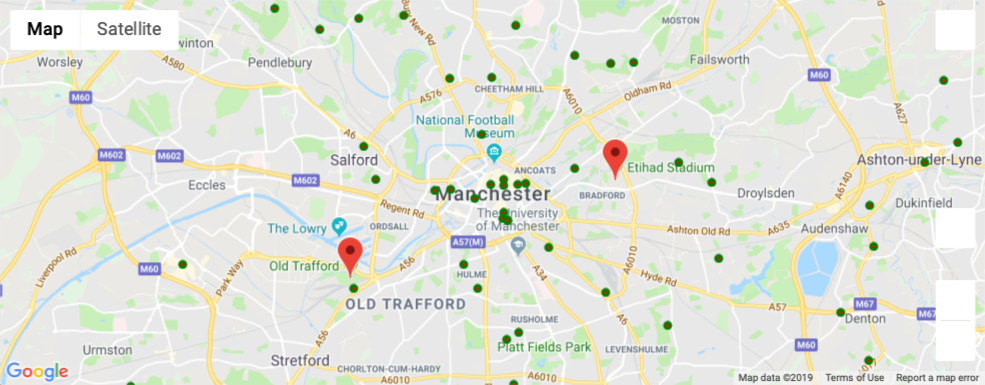 Map
Satellite
Bury New Rd
MOSTON
Swinton
Worsley
Pendlebury
A580
Failsworth
M60
A576
CHEETHAM HILL
A6010
Oldham Rd
M60
A627
National Football
Museum
A6
M602
M602
Salford
ANCOATS
Etihad Stadium
Ashton-under-Lyne
Eccles
M602
Manchester
BRADFORD
Droylsden
A6140
Dukinfield
Regent Rd
The University
of Manchester
The Lowry
ORDSALL
Ashton Old Rd
A635
Audenshaw
Liverpool Rd
M60
Park Way
Old Trafford
A56
A57(M)
A34
A6010
Hyde Rd
HULME
OLD TRAFFORD
A57
M67
M67
Denton
A56
RUSHOLME
A6
Urmston
Stretford
Platt Fields Park
LEVENSHULME
M60
CHORLTON-CUM-HARDY
A6010
A6010
A1017
Google
Map data ©2019
Terms of Use
Report a map error